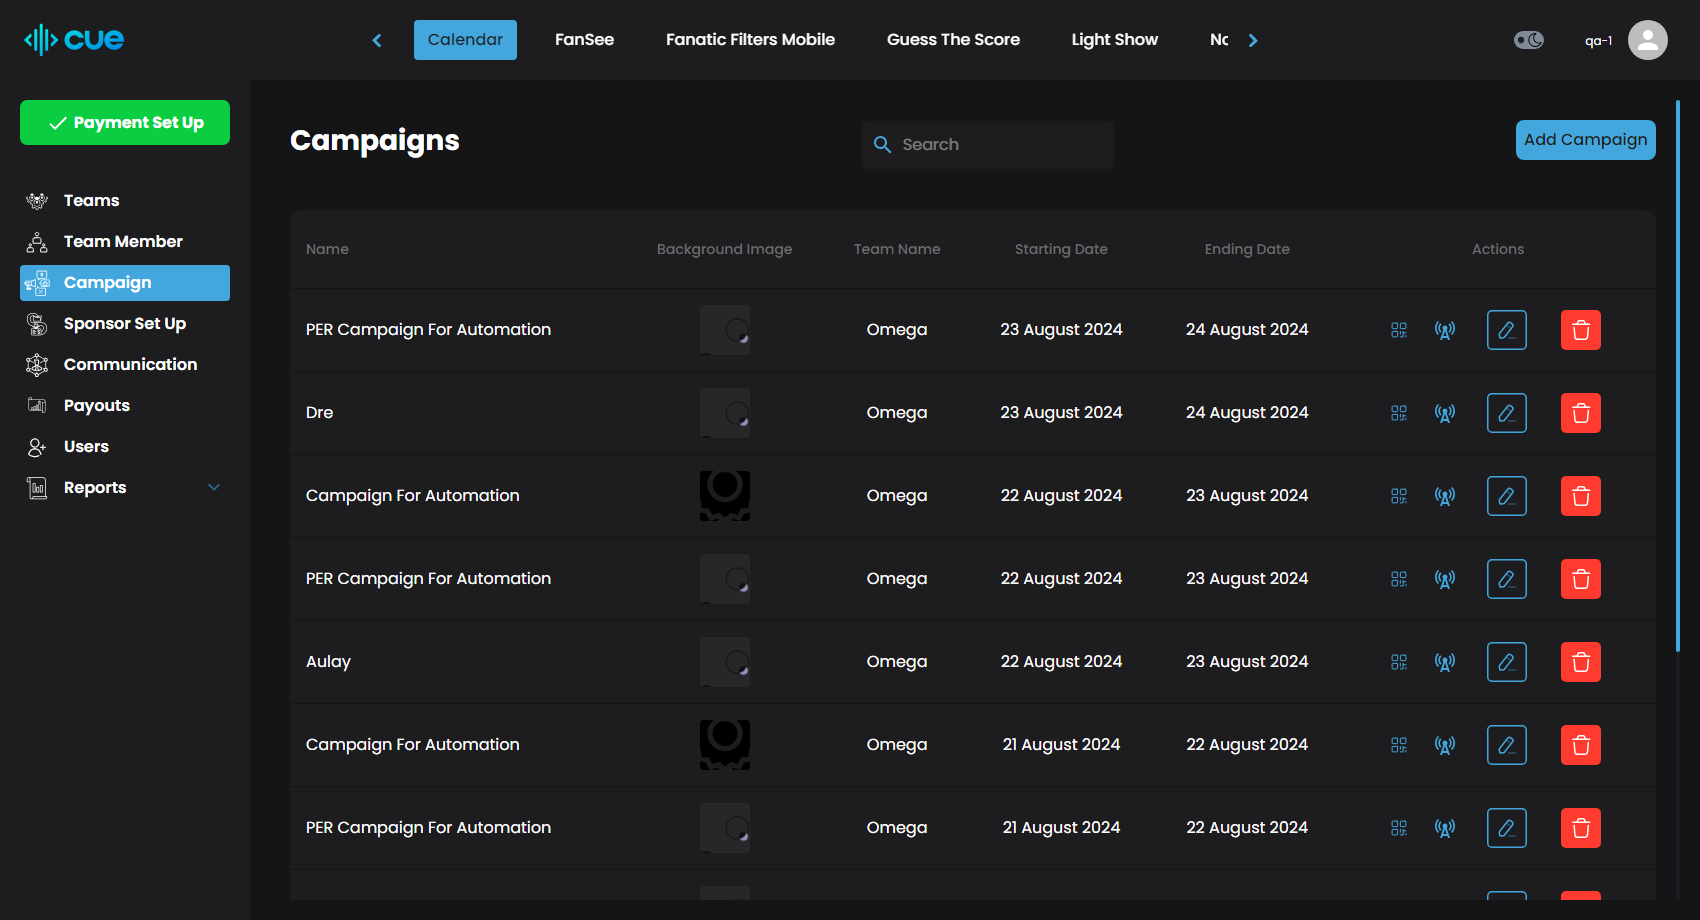 cue
Calendar FanSee Fanatic Filters Mobile Guess The Score Light Show No
qa-1
Payment Set Up
Teams
Team Member
Campaign
Sponsor Set Up
Communication
Payouts
Users
Reports
Campaigns
Search
Add Campaign
Name Background Image Team Name Starting Date Ending Date Actions
PER Campaign For Automation Omega 23 August 2024 24 August 2024
Dre Omega 23 August 2024 24 August 2024
Campaign For Automation Omega 22 August 2024 23 August 2024
PER Campaign For Automation Omega 22 August 2024 23 August 2024
Aulay Omega 22 August 2024 23 August 2024
Campaign For Automation Omega 21 August 2024 22 August 2024
PER Campaign For Automation Omega 21 August 2024 22 August 2024